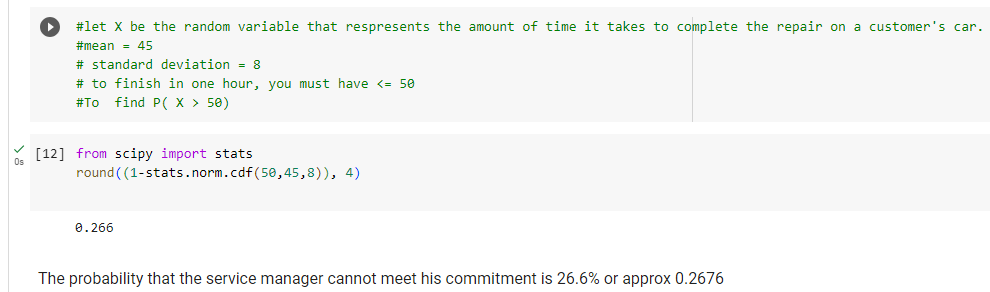 #let X be the random variable that respresents the amount of time it takes to complete the repair on a customer's car.
#mean = 45
# standard deviation = 8
# to finish in one hour, you must have <= 50
#To  find P( X > 50)
[12] from scipy import stats
0s
round((1-stats.norm.cdf(50,45,8)), 4)
0.266
The probability that the service manager cannot meet his commitment is 26.6% or approx 0.2676